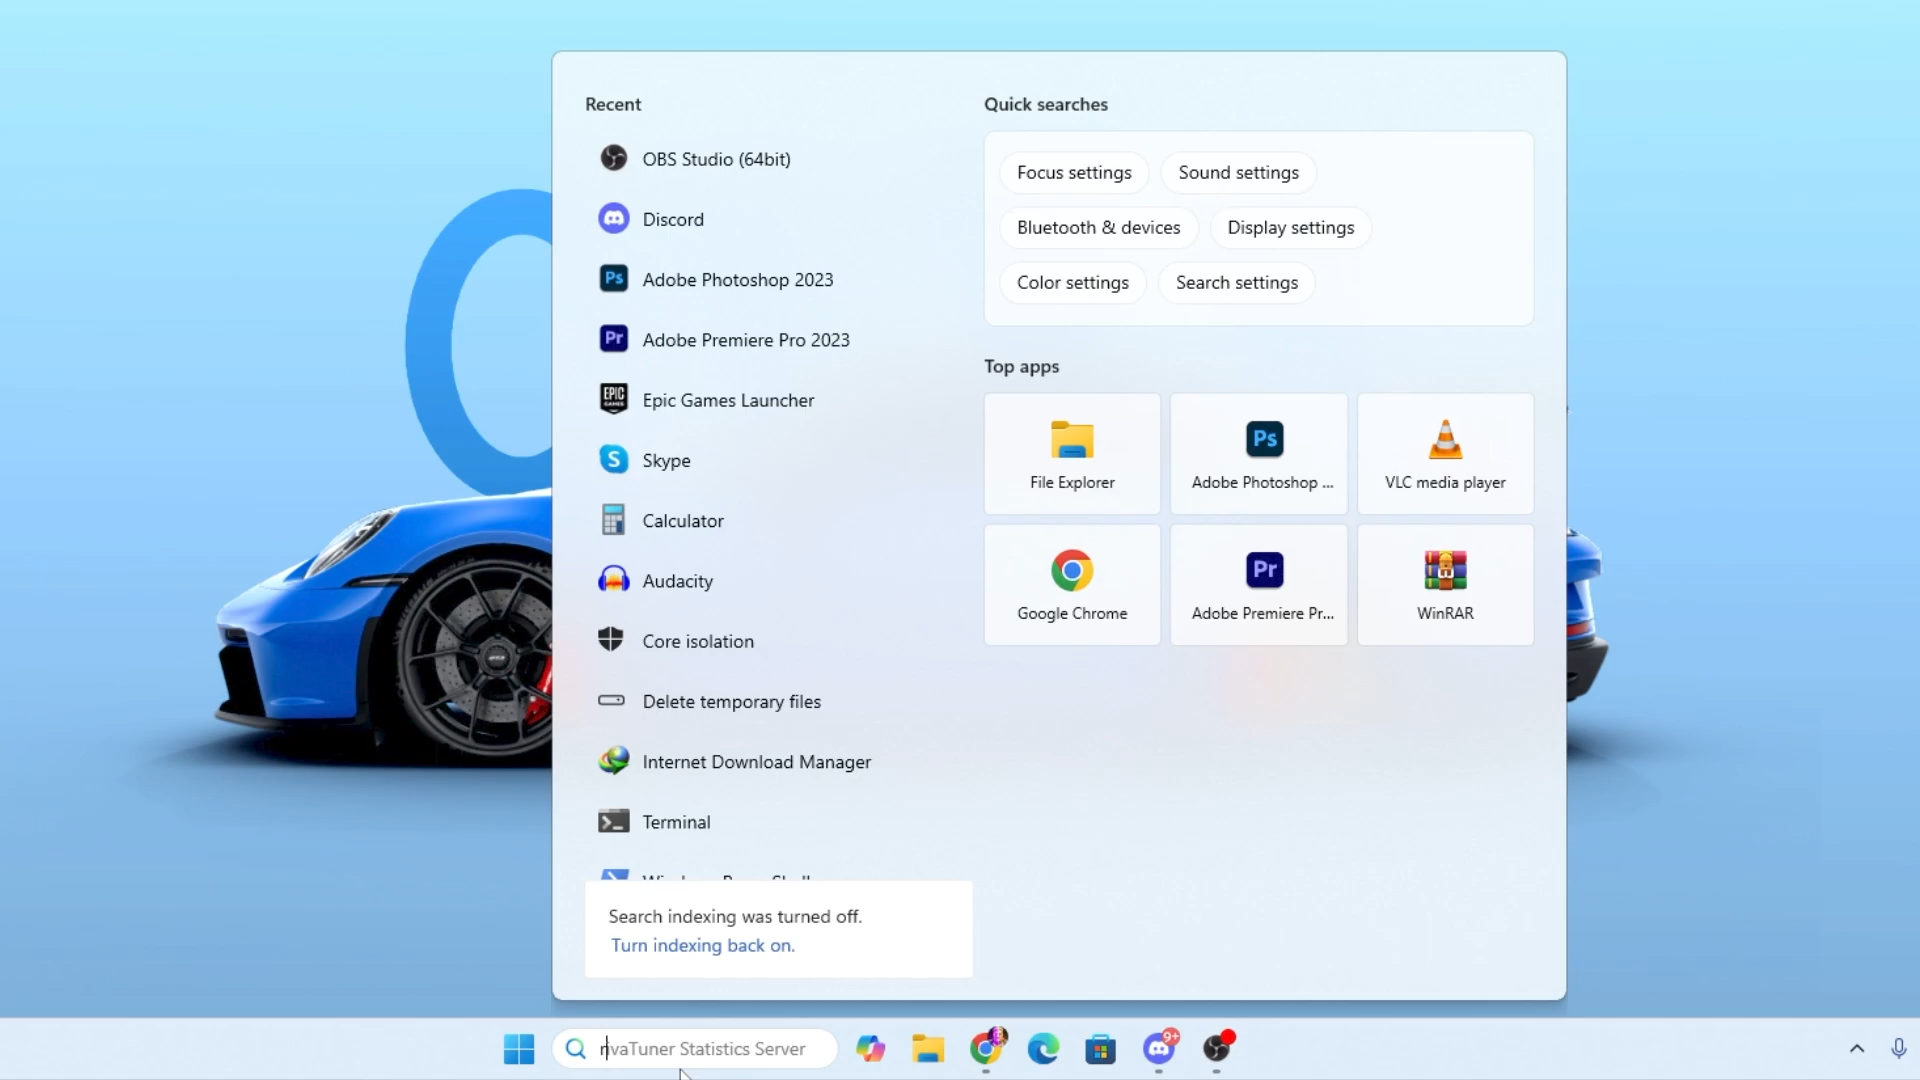 Recent
OBS Studio (64bit)
Discord
Adobe Photoshop 2023
Adobe Premiere Pro 2023
Epic Games Launcher
Skype
Calculator
Audacity
Core isolation
Delete temporary files
Internet Download Manager
Terminal
Search indexing was turned off.
Turn indexing back on.
Quick searches
Focus settings
Sound settings
Bluetooth & devices
Display settings
Color settings
Search settings
Top apps
File Explorer
Adobe Photoshop ...
VLC media player
Google Chrome
Adobe Premiere Pr...
WinRAR
rivaTuner Statistics Server
9+